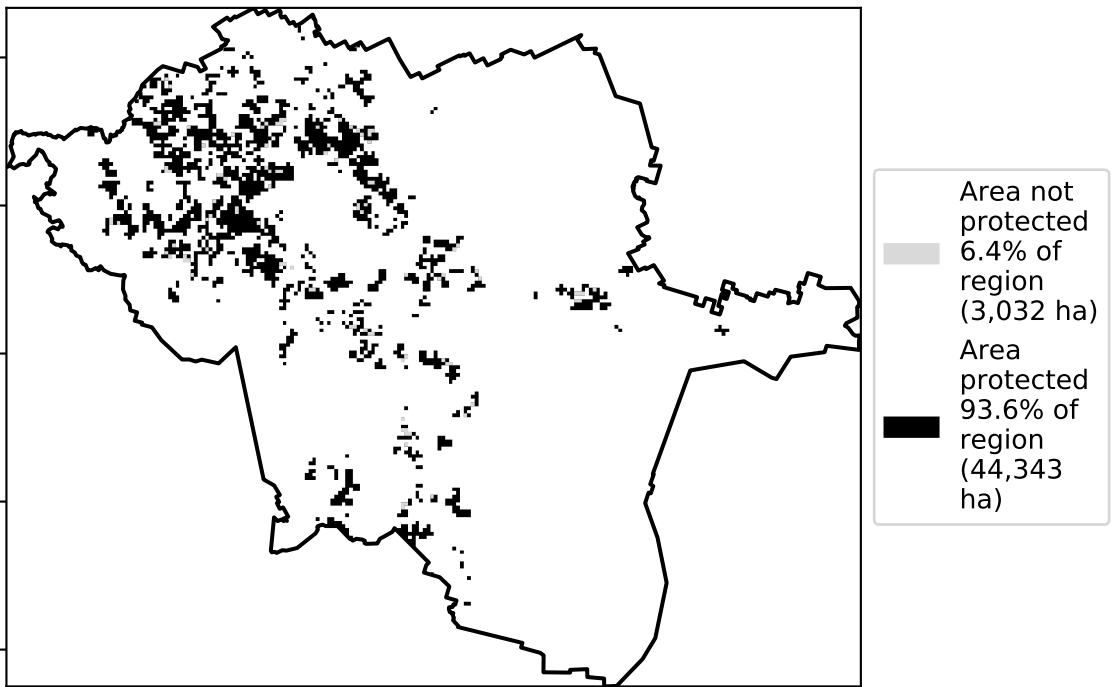 Area not
protected
6.4% of
region
(3,032 ha)
Area
protected
93.6% of
region
(44,343
ha)